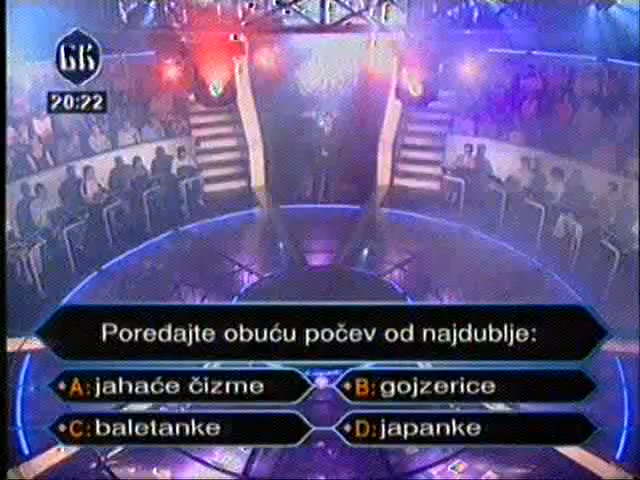 БК
20:22
Poredajte obuću počev od najdublje:
A: jahaće čizme
B: gojzerice
C: baletanke
D: japanke